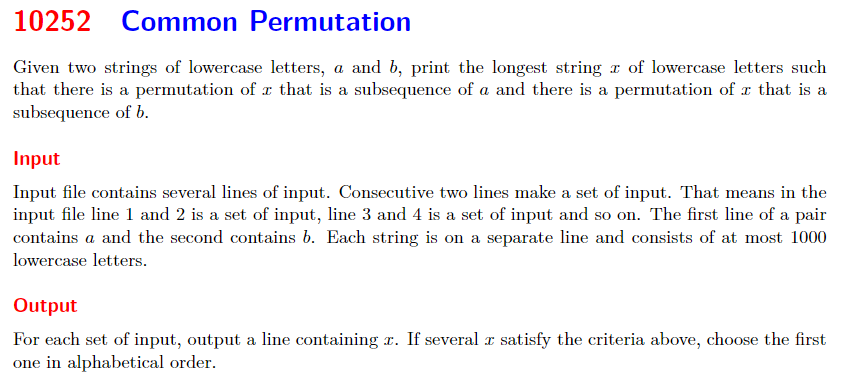 10252 Common Permutation
Given two strings of lowercase letters, a and b, print the longest string x of lowercase letters such
that there is a permutation of x that is a subsequence of a and there is a permutation of x that is a
subsequence of b.
Input
Input file contains several lines of input. Consecutive two lines make a set of input. That means in the
input file line 1 and 2 is a set of input, line 3 and 4 is a set of input and so on. The first line of a pair
contains a and the second contains b. Each string is on a separate line and consists of at most 1000
lowercase letters.
Output
For each set of input, output a line containing x. If several x satisfy the criteria above, choose the first
one in alphabetical order.